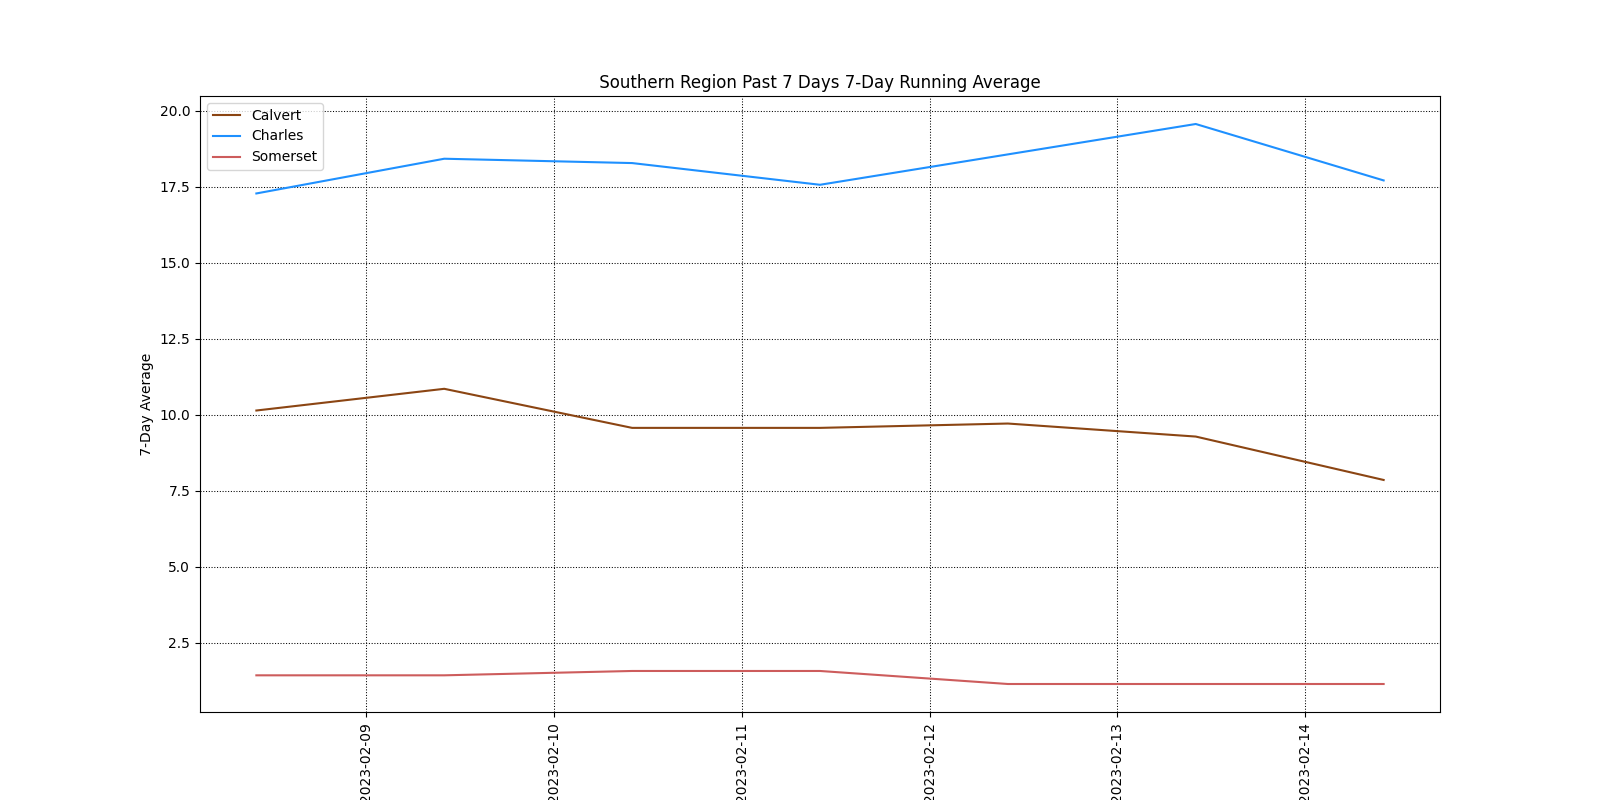 Southern Region Past 7 Days 7-Day Running Average
Calvert
Charles
Somerset
20.0
17.5
15.0
12.5
10.0
7.5
5.0
2.5
7-Day Average
2023-02-09
2023-02-10
2023-02-11
2023-02-12
2023-02-13
2023-02-14